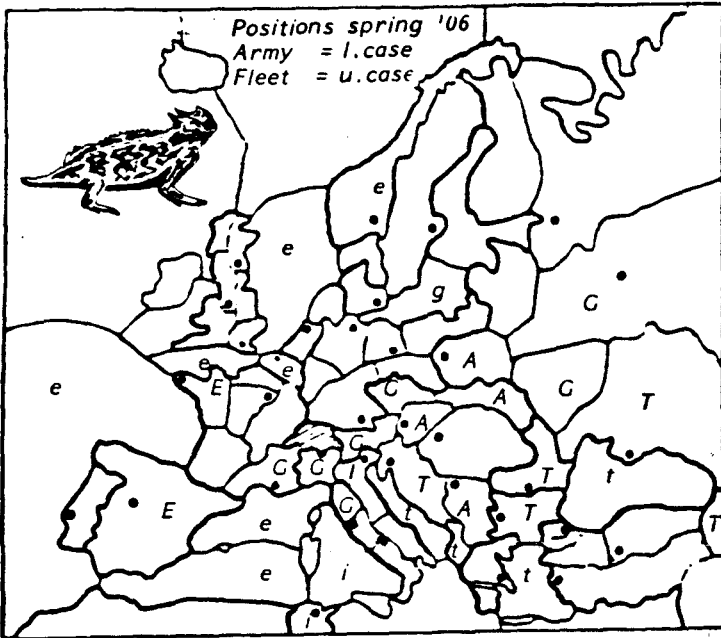 Positions spring '06
Army = l.case
Fleet = u.case
e
e
g
G
e A
e
e E G A G T
A
G
G G I T T t
G
E t A T
e T
t
e i t